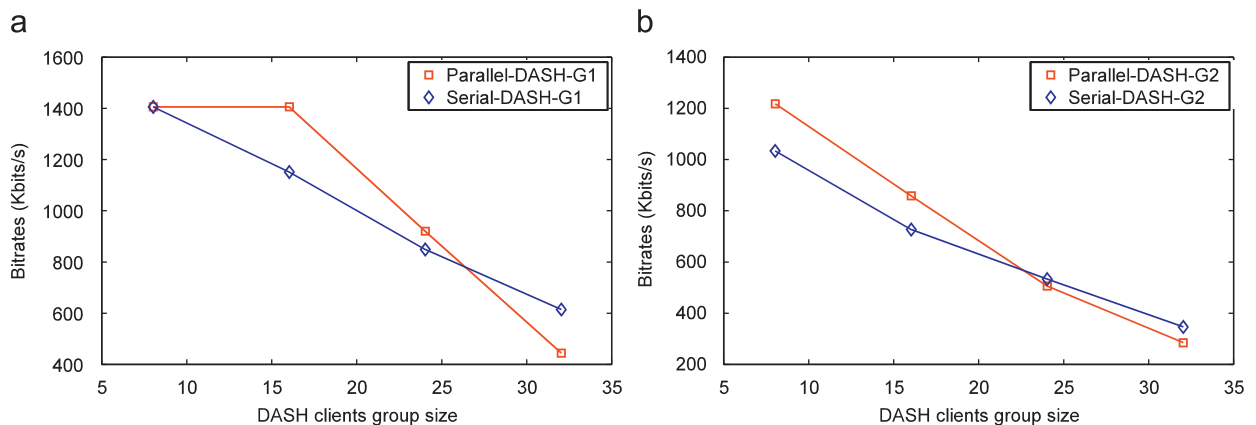 a
1600
1400
1200
1000
800
600
400
5 10 15 20 25 30 35
Bitrates (Kbits/s)
DASH clients group size
Parallel-DASH-G1
Serial-DASH-G1
b
1400
1200
1000
800
600
400
200
5 10 15 20 25 30 35
Bitrates (Kbits/s)
DASH clients group size
Parallel-DASH-G2
Serial-DASH-G2